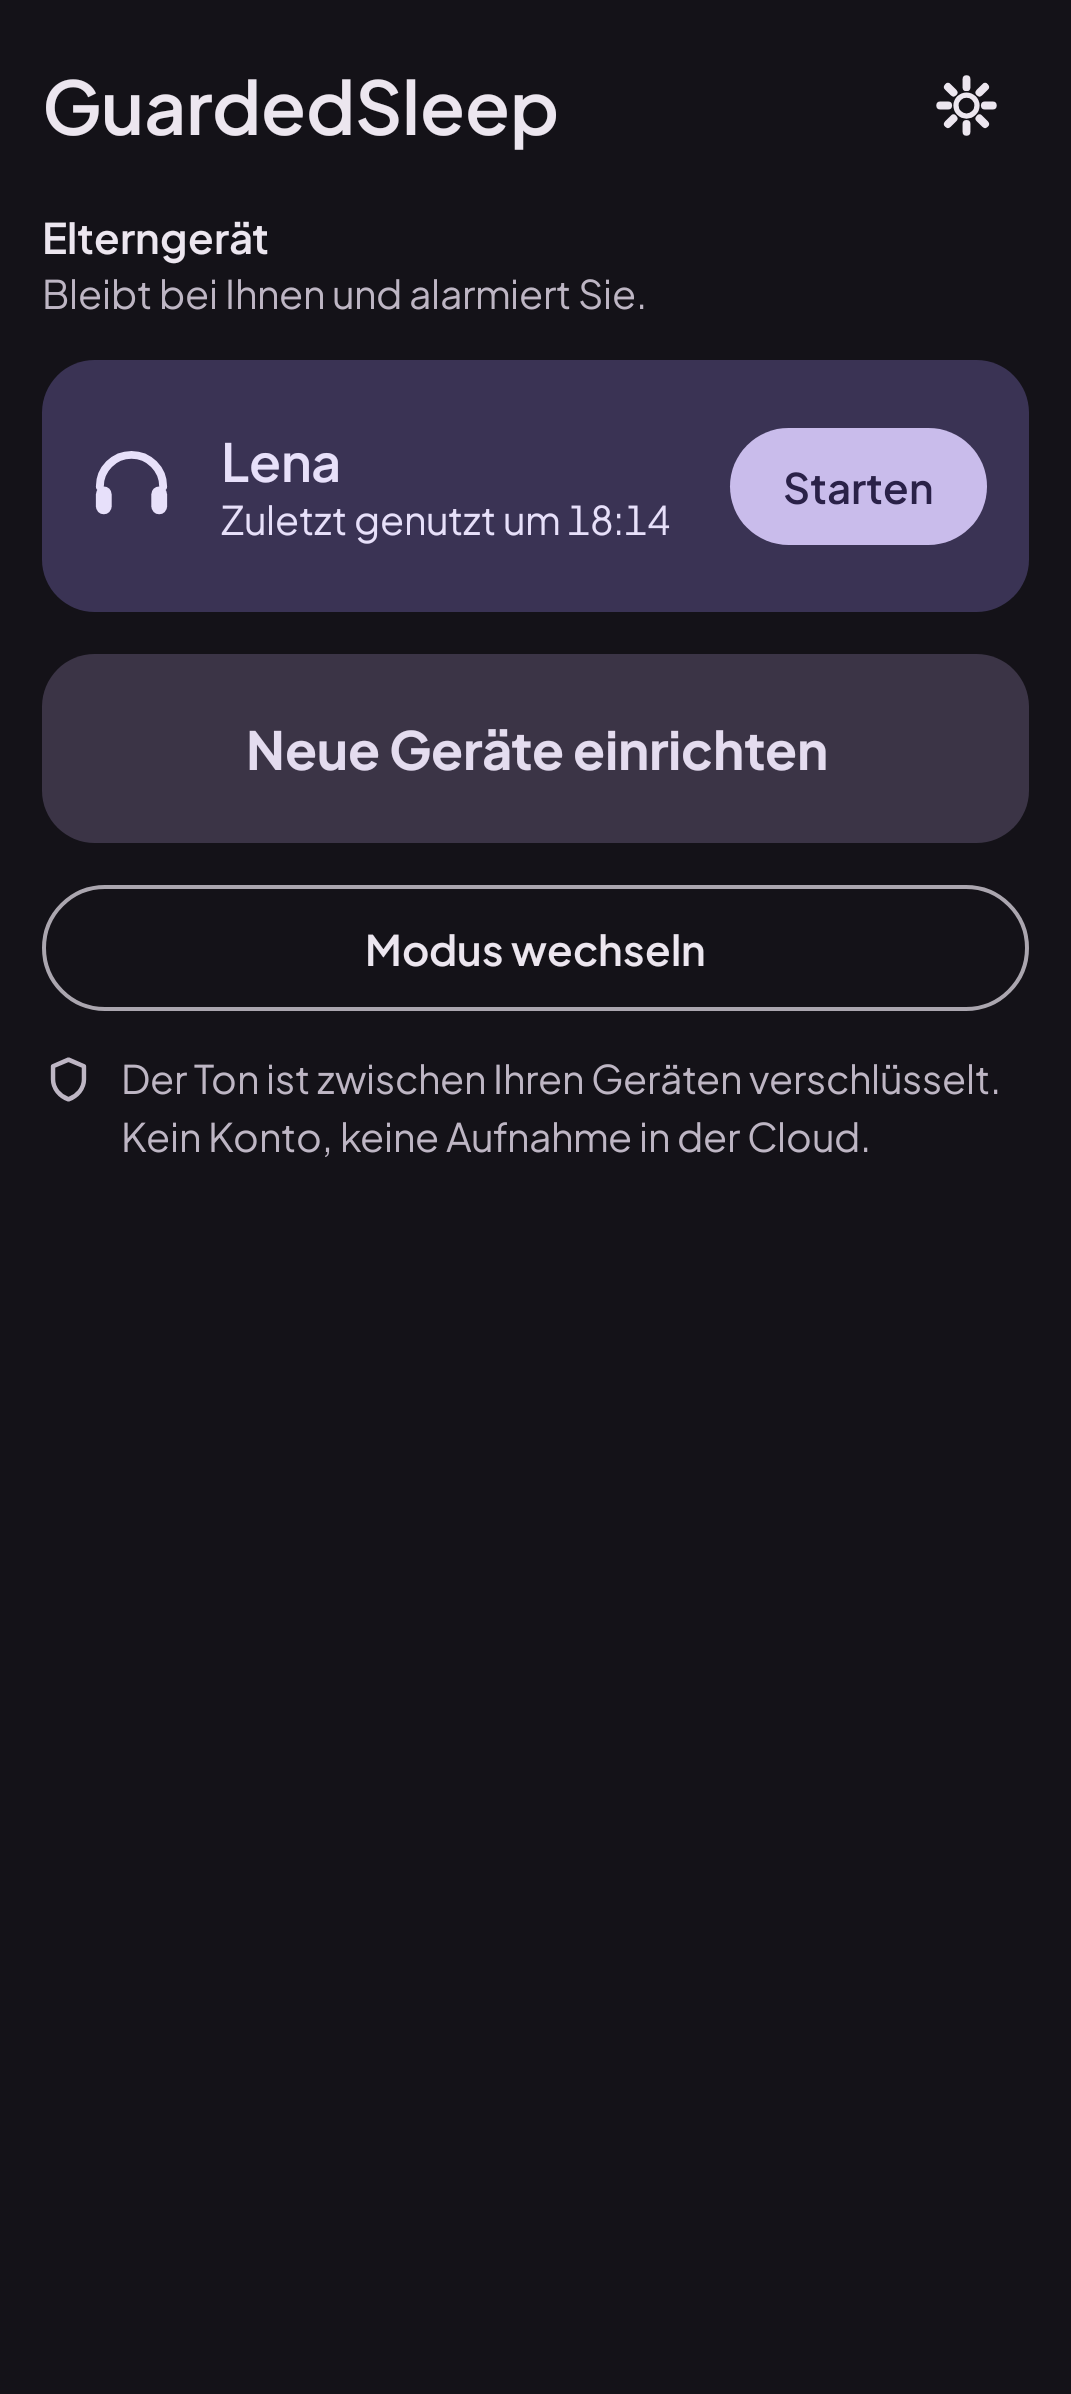 GuardedSleep
Elterngerät
Bleibt bei Ihnen und alarmiert Sie.
Lena
Zuletzt genutzt um 18:14
Starten
Neue Geräte einrichten
Modus wechseln
Der Ton ist zwischen Ihren Geräten verschlüsselt.
Kein Konto, keine Aufnahme in der Cloud.